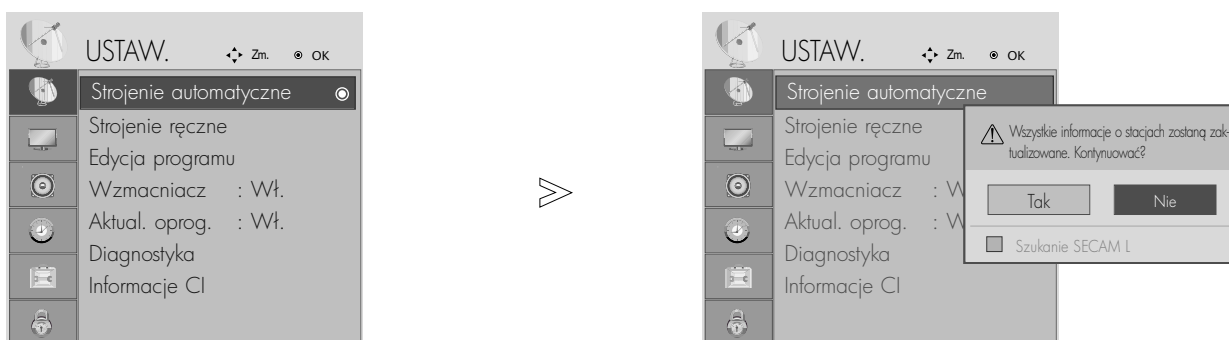 USTAW. Zm. OK
Strojenie automatyczne
Strojenie ręczne
Edycja programu
Wzmacniacz : Wł.
Aktual. oprog. : Wł.
Diagnostyka
Informacje CI
USTAW. Zm. OK
Strojenie automatyczne
Strojenie ręczne
Edycja programu
Wzmacniacz : W
Aktual. oprog. : W
Diagnostyka
Informacje CI
Wszystkie informacje o stacjach zostaną zak-
tualizowane. Kontynuować?
Tak Nie
Szukanie SECAM L